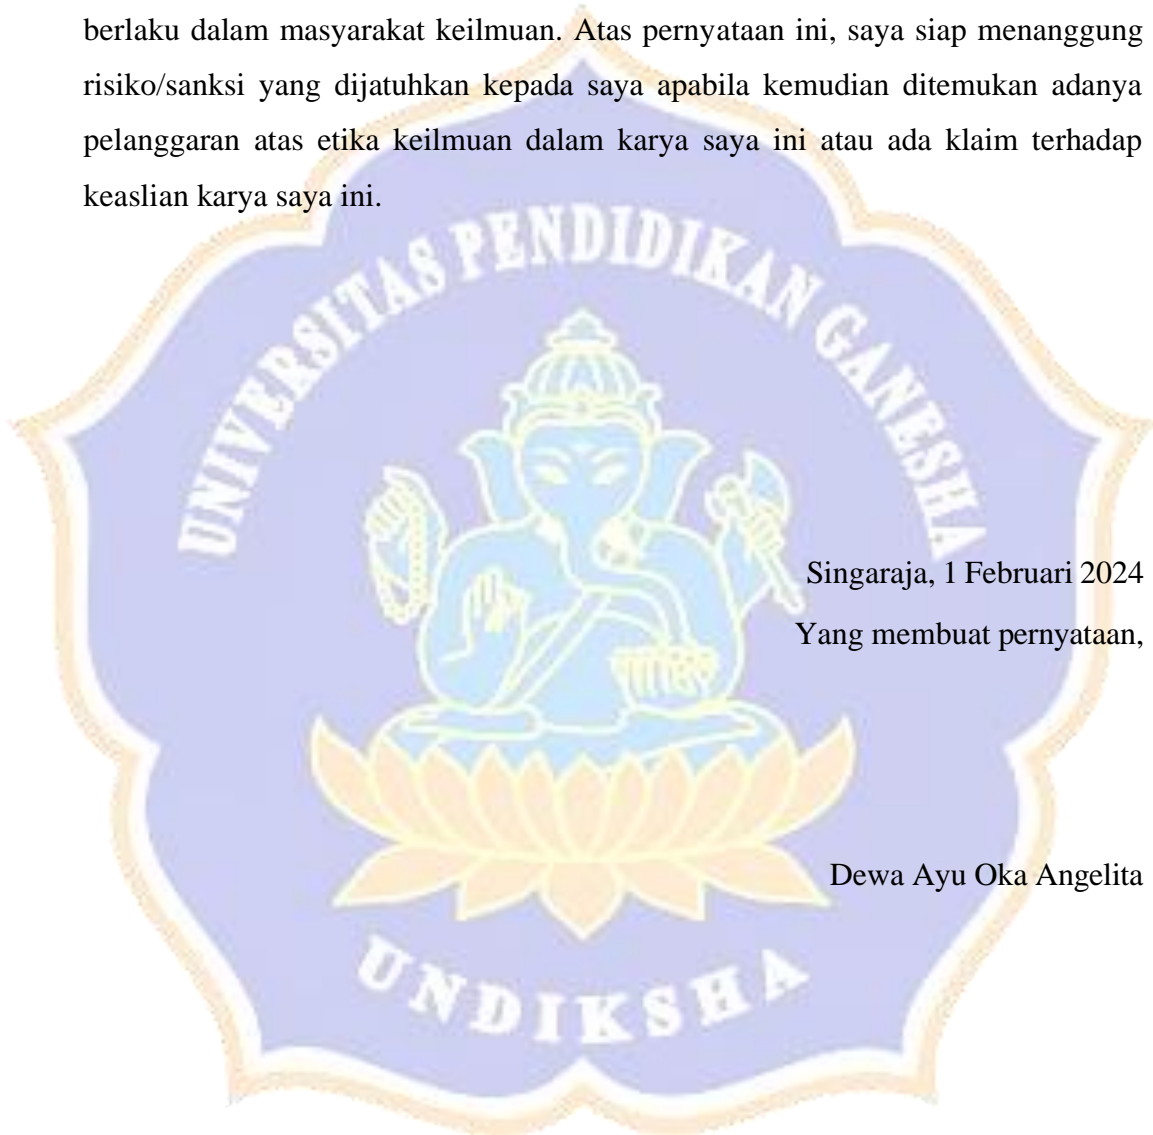 berlaku dalam masyarakat keilmuan. Atas pernyataan ini, saya siap menanggung
risiko/sanksi yang dijatuhkan kepada saya apabila kemudian ditemukan adanya
pelanggaran atas etika keilmuan dalam karya saya ini atau ada klaim terhadap
keaslian karya saya ini.
UNIVERSITAS PENDIDIKAN GANESHA
Singaraja, 1 Februari 2024
Yang membuat pernyataan,
Dewa Ayu Oka Angelita
UNDIKSHA